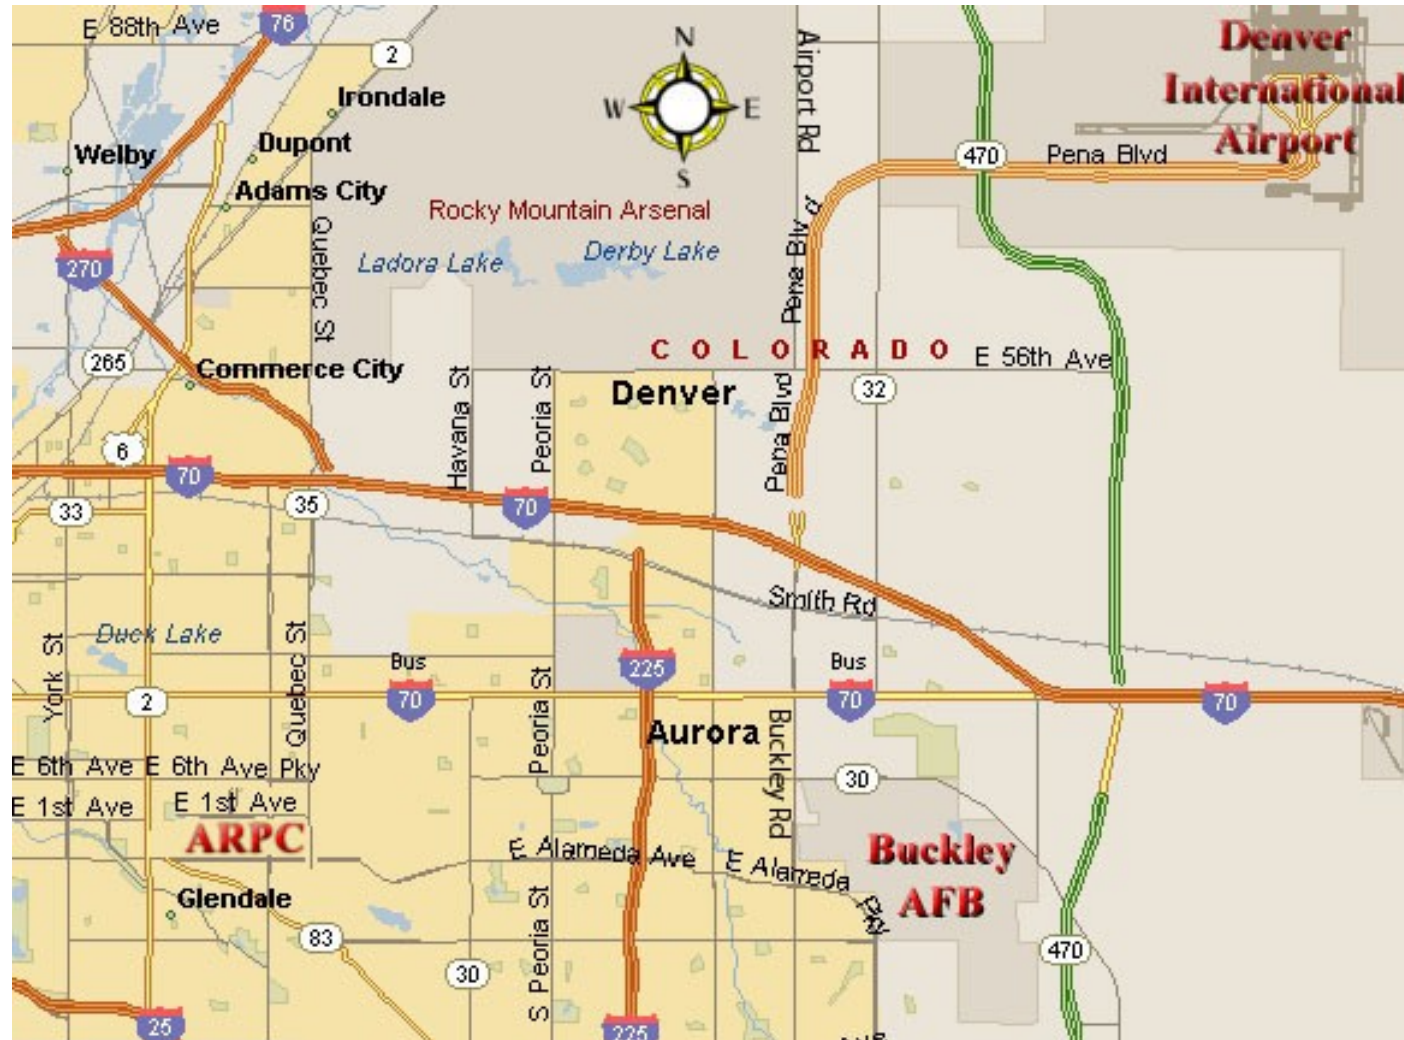 E 88th Ave
76
2
N
W
E
S
Airport Rd
Denver
International
Airport
Irondale
Dupont
Welby
Adams City
470
Pena Blvd
Rocky Mountain Arsenal
Quebec St
Ladora Lake
Derby Lake
Pena Blvd
270
COLORADO
E 56th Ave
265
Commerce City
Havana St
Peoria St
Denver
Pena Blvd
32
6
70
33
35
70
Smith Rd
Duck Lake
York St
Quebec St
Bus
70
225
Bus
70
70
2
Peoria St
Aurora
Buckley Rd
E 6th Ave
E 6th Ave Pky
30
E 1st Ave
E 1st Ave
ARPC
E Alameda Ave
E Alameda Pky
Buckley
AFB
Glendale
83
30
S Peoria St
470
25
225